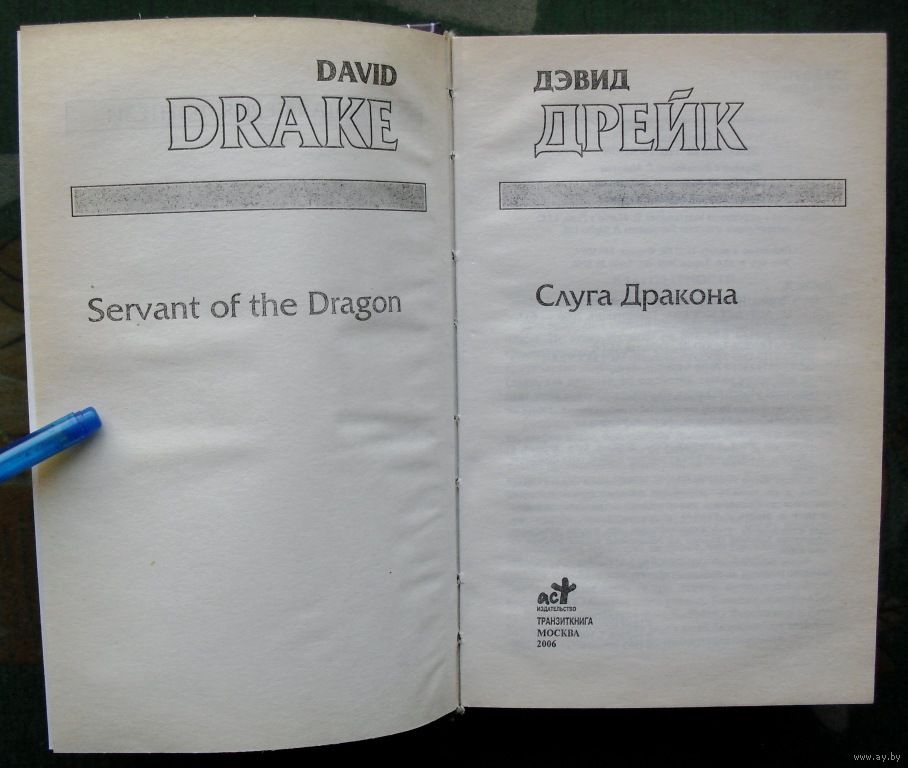 DAVID
DRAKE
Servant of the Dragon
ДЭВИД
ДРЕЙК
Слуга Дракона
аст
ИЗДАТЕЛЬСТВО
ТРАНЗИТКНИГА
МОСКВА
2006
www.ay.by